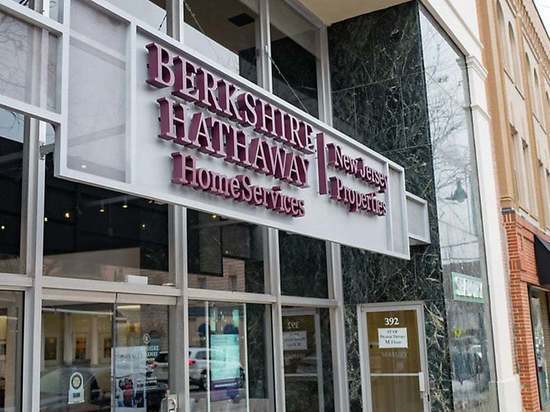 BERKSHIRE
HATHAWAY
HomeServices
New Jersey
Properties
392